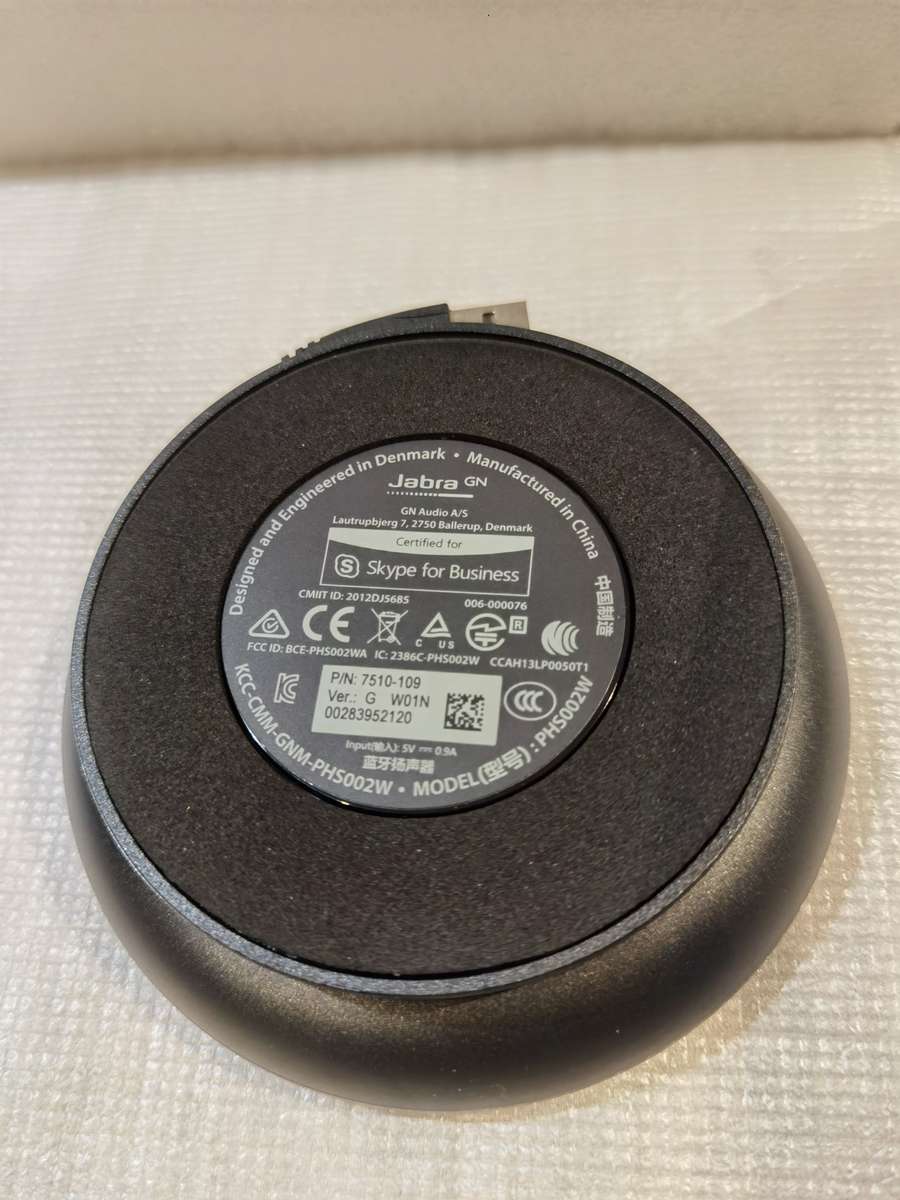 Designed and Engineered in Denmark • Manufactured in China 中国制造
Jabra GN
GN Audio A/S
Lautrupbjerg 7, 2750 Ballerup, Denmark
Certified for
S Skype for Business
CMIIT ID: 2012DJ5685 006-000076
CE C US R
FCC ID: BCE-PHS002WA IC: 2386C-PHS002W CCAH13LP0050T1
P/N: 7510-109
Ver.: G W01N
00283952120
CCC
Input(输入): 5V ⎓ 0.9A
蓝牙扬声器
KCC-CMM-GNM-PHS002W • MODEL(型号) : PHS002W